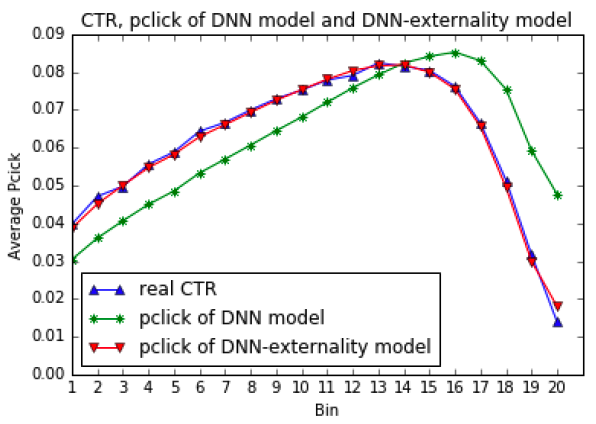 CTR, pclick of DNN model and DNN-externality model
0.09
0.08
0.07
0.06
0.05
0.04
0.03
0.02
0.01
0.00
Average Pcick
real CTR
pclick of DNN model
pclick of DNN-externality model
1 2 3 4 5 6 7 8 9 10 11 12 13 14 15 16 17 18 19 20
Bin